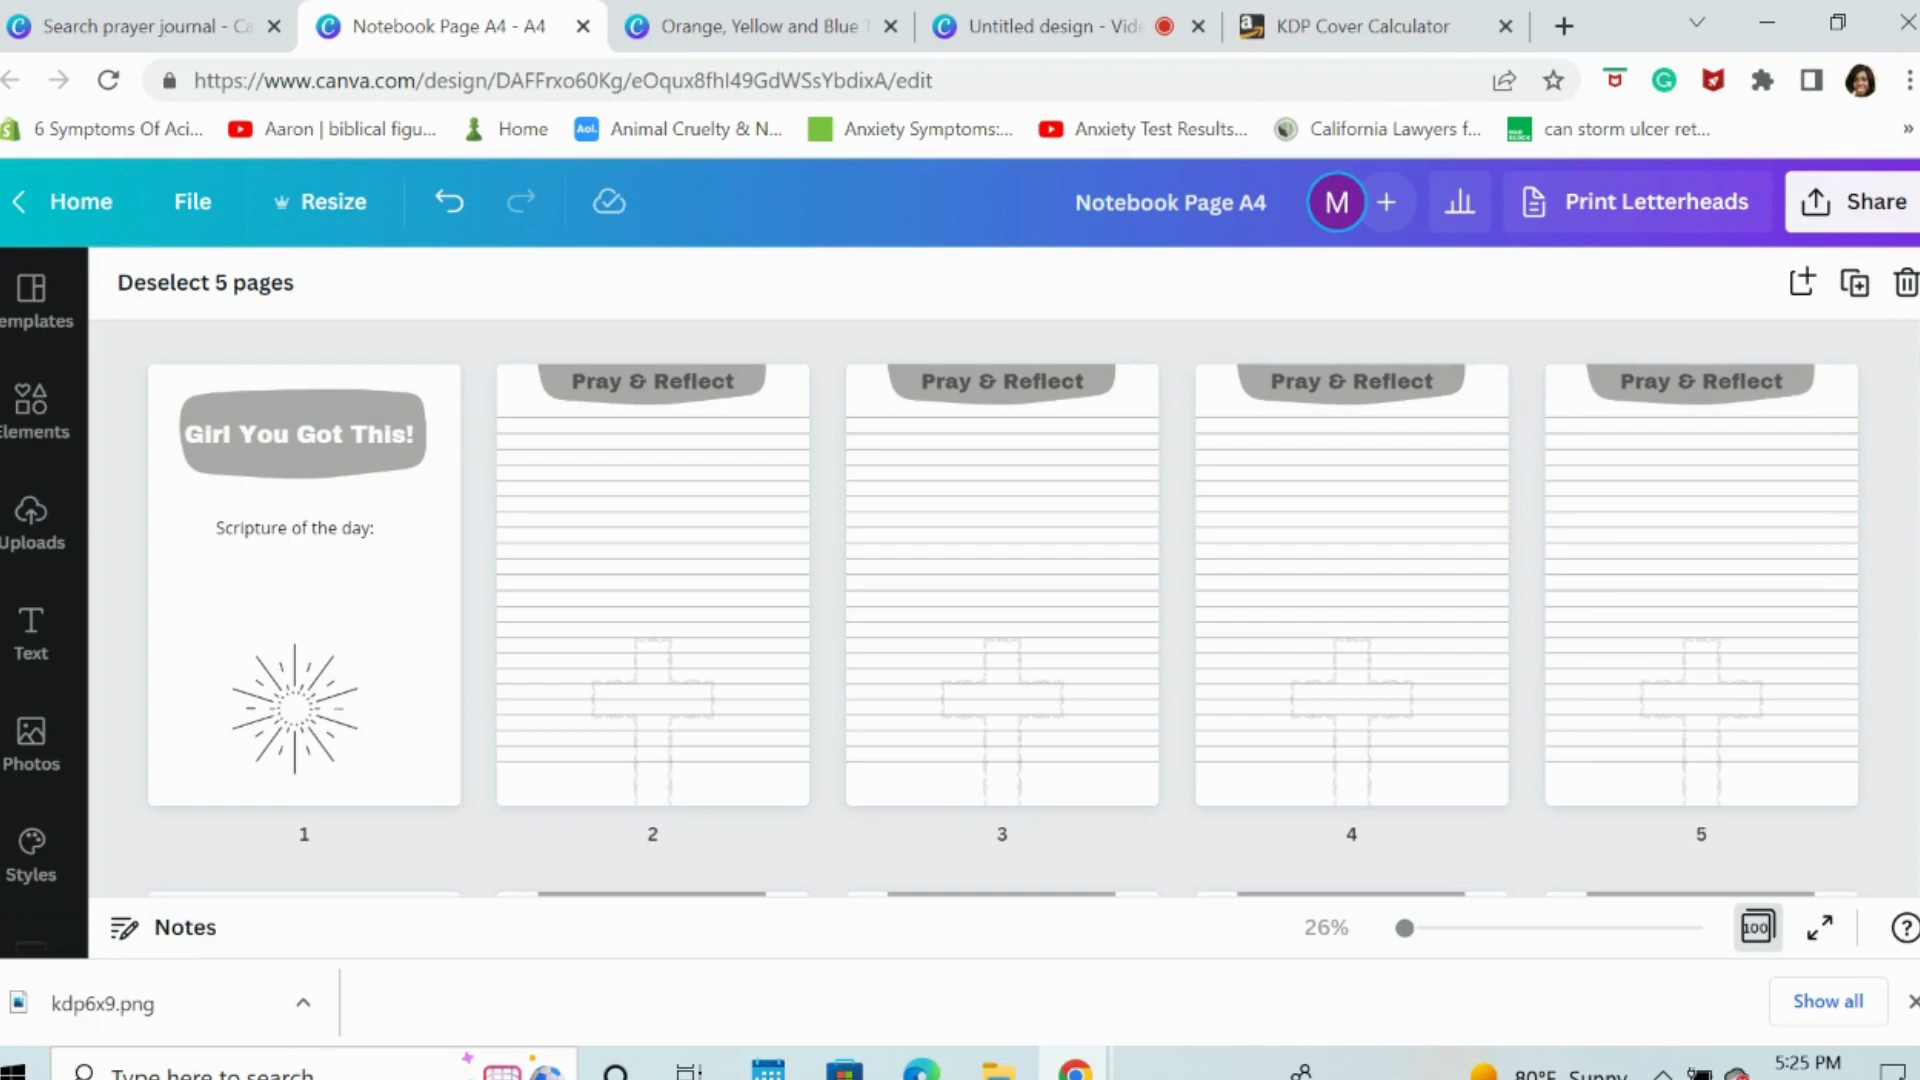 Search prayer journal - Ca
Notebook Page A4 - A4
Orange, Yellow and Blue T
Untitled design - Vide
KDP Cover Calculator
https://www.canva.com/design/DAFFrxo60Kg/eOqux8fhI49GdWSsYbdixA/edit
6 Symptoms Of Aci...
Aaron | biblical figu...
Home
Aol.
Animal Cruelty & N...
Anxiety Symptoms:...
Anxiety Test Results...
California Lawyers f...
can storm ulcer ret...
Home
File
Resize
Notebook Page A4
M
Print Letterheads
Share
Deselect 5 pages
emplates
Elements
Uploads
Text
Photos
Styles
Girl You Got This!
Scripture of the day:
1
Pray & Reflect
2
Pray & Reflect
3
Pray & Reflect
4
Pray & Reflect
5
Notes
26%
100
kdp6x9.png
Show all
Type here to search
80°F Sunny
5:25 PM